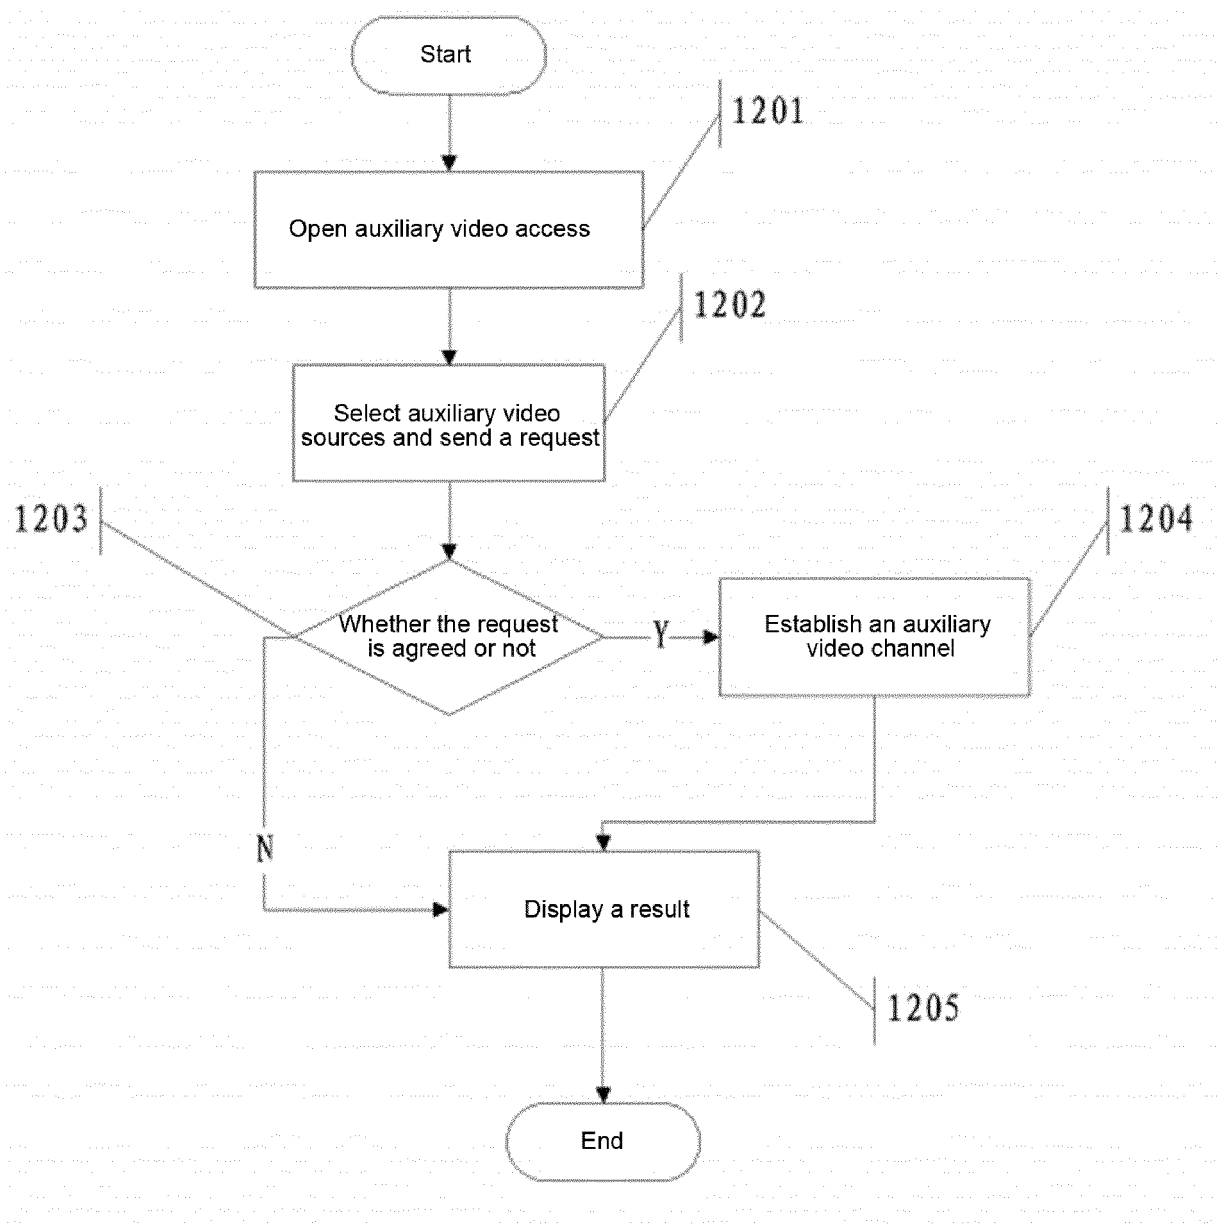 Start
1201
Open auxiliary video access
1202
Select auxiliary video
sources and send a request
1203
1204
Whether the request
is agreed or not
Y
Establish an auxiliary
video channel
N
Display a result
1205
End